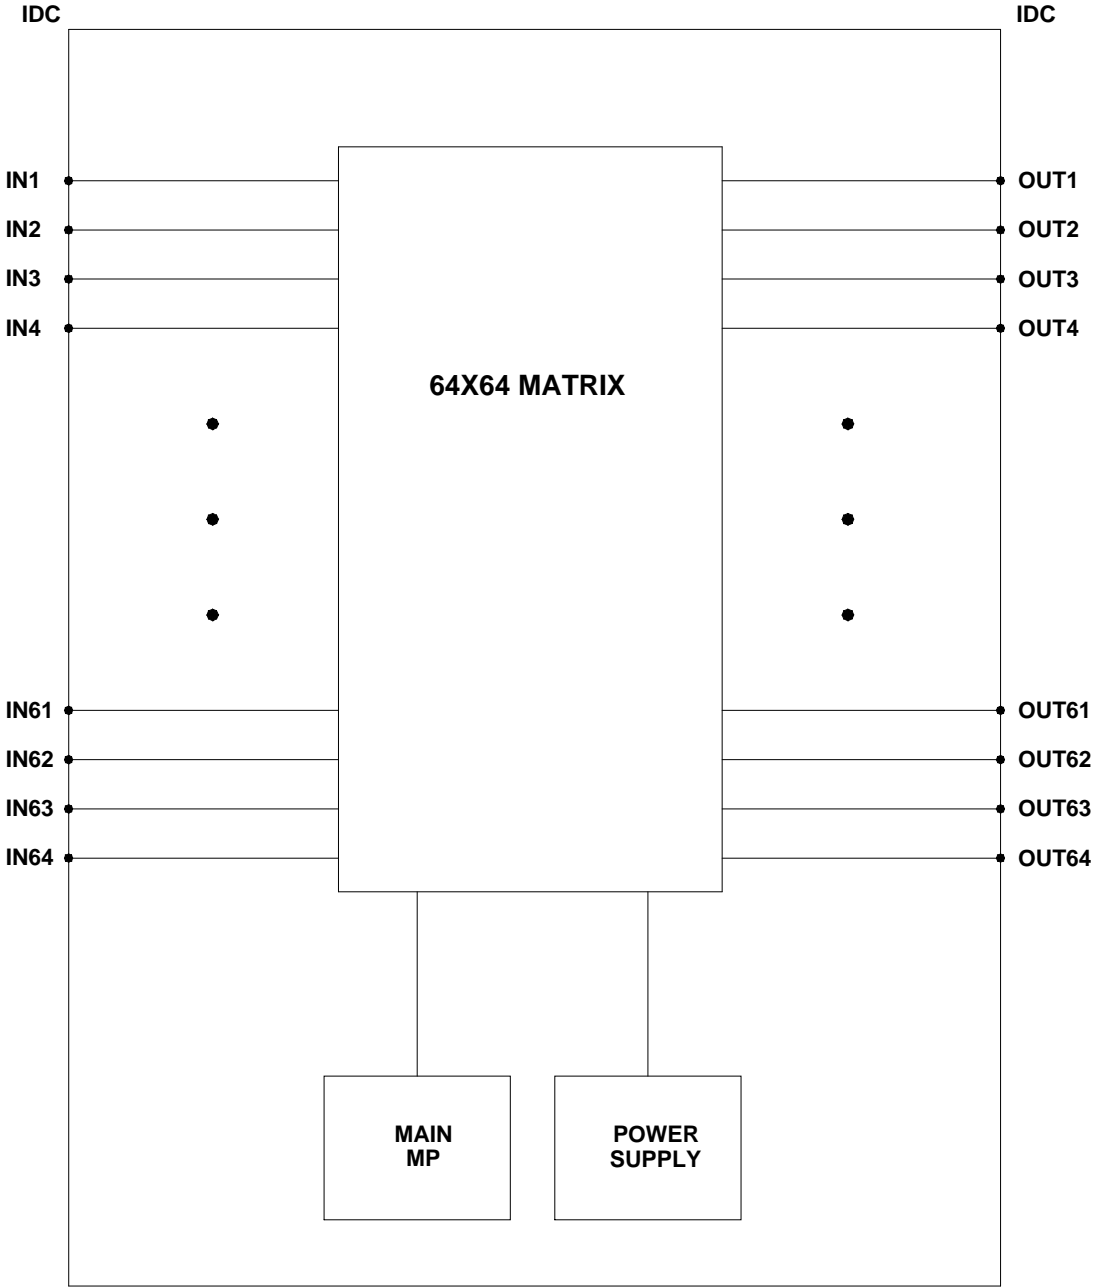 IDC
IDC
IN1
OUT1
IN2
OUT2
IN3
OUT3
IN4
OUT4
64X64 MATRIX
IN61
OUT61
IN62
OUT62
IN63
OUT63
IN64
OUT64
MAIN
MP
POWER
SUPPLY